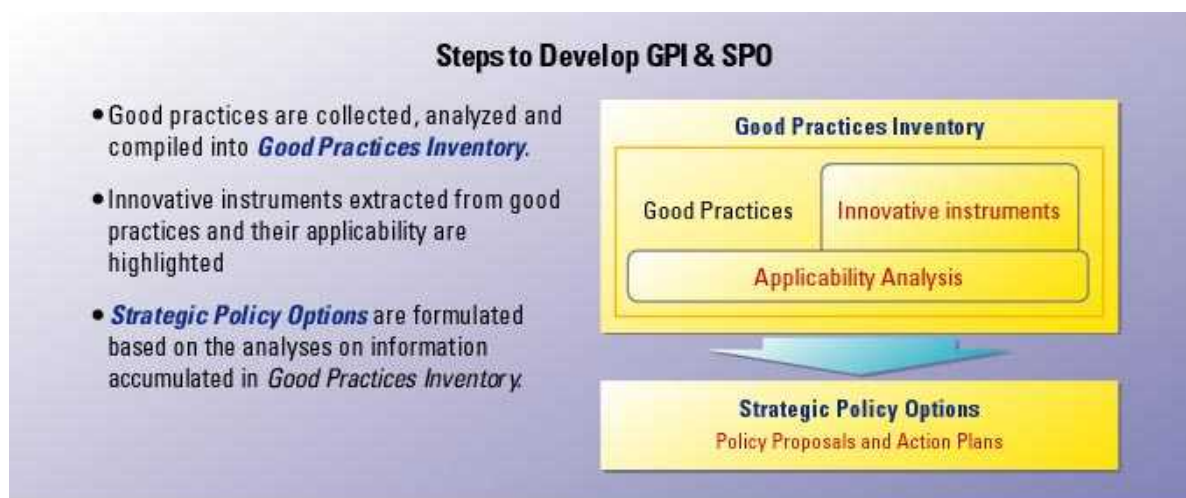 Steps to Develop GPI & SPO
• Good practices are collected, analyzed and
compiled into Good Practices Inventory.
• Innovative instruments extracted from good
practices and their applicability are
highlighted
• Strategic Policy Options are formulated
based on the analyses on information
accumulated in Good Practices Inventory.
Good Practices Inventory
Good Practices
Innovative instruments
Applicability Analysis
Strategic Policy Options
Policy Proposals and Action Plans